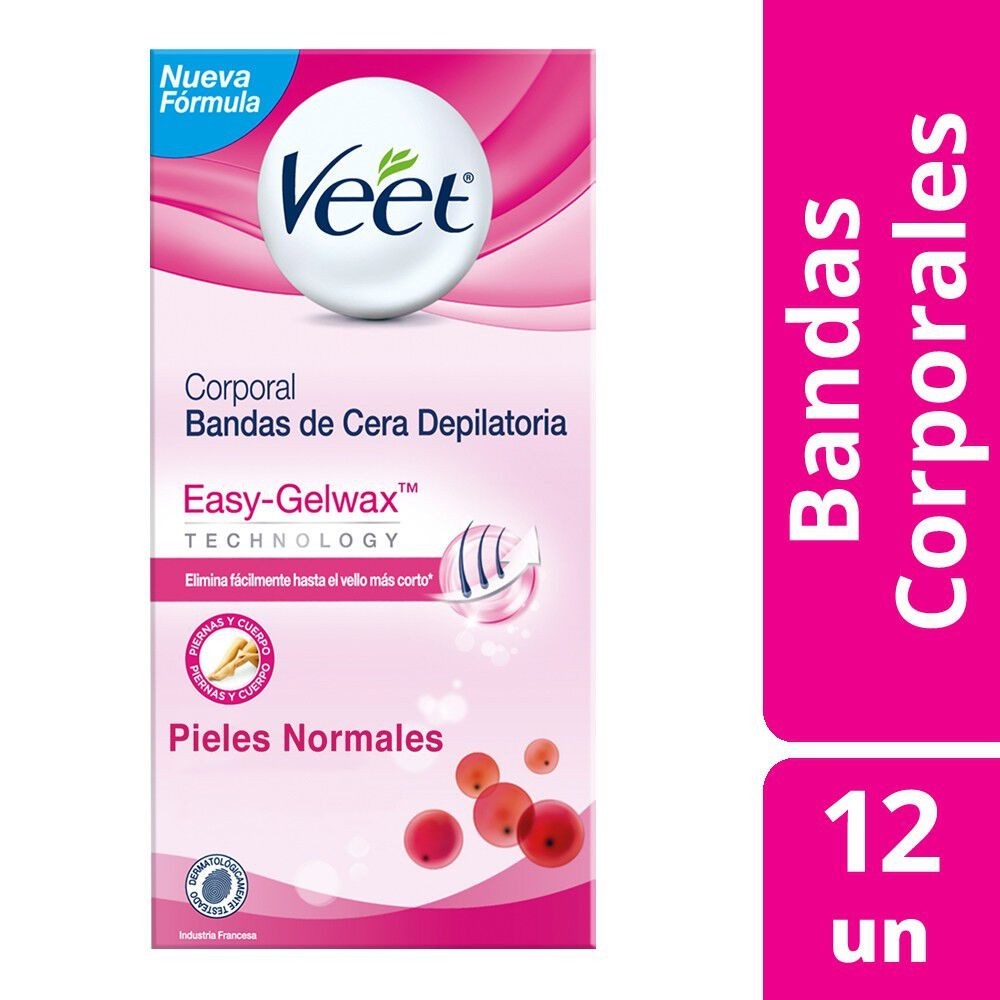 Nueva
Fórmula
Veet®
Corporal
Bandas de Cera Depilatoria
Easy-Gelwax™
TECHNOLOGY
Elimina fácilmente hasta el vello más corto*
PIERNAS Y CUERPO
PIERNAS Y CUERPO
Pieles Normales
DERMATOLÓGICAMENTE TESTEADO
Industria Francesa
Bandas
Corporales
12
un